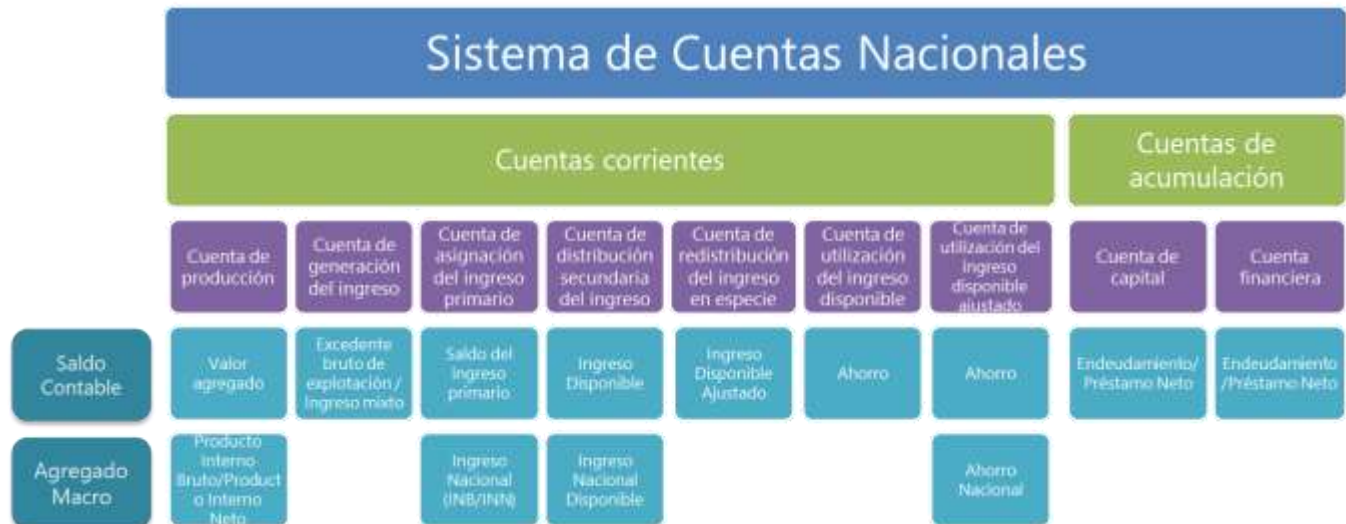 Sistema de Cuentas Nacionales
Cuentas corrientes
Cuentas de
acumulación
Cuenta de
producción
Cuenta de
generación
del ingreso
Cuenta de
asignación
del ingreso
primario
Cuenta de
distribución
secundaria
del ingreso
Cuenta de
redistribución
del ingreso
en especie
Cuenta de
utilización
del ingreso
disponible
Cuenta de
utilización del
ingreso
disponible
ajustado
Cuenta de
capital
Cuenta
financiera
Saldo
Contable
Valor
agregado
Excedente
bruto de
explotación /
Ingreso mixto
Saldo del
ingreso
primario
Ingreso
Disponible
Ingreso
Disponible
Ajustado
Ahorro
Ahorro
Endeudamiento/
Préstamo Neto
Endeudamiento
/Préstamo Neto
Agregado
Macro
Producto
Interno
Bruto/Product
o Interno
Neto
Ingreso
Nacional
(INB/INN)
Ingreso
Nacional
Disponible
Ahorro
Nacional